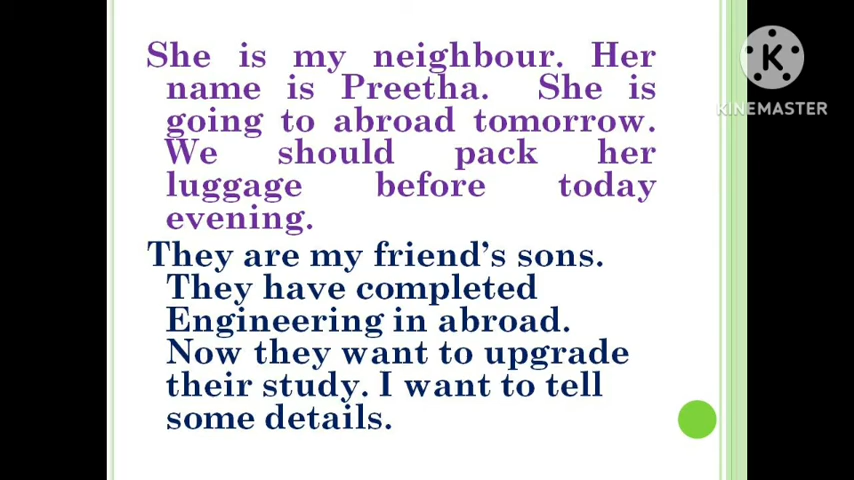 She is my neighbour. Her
name is Preetha. She is
going to abroad tomorrow.
We should pack her
luggage before today
evening.
They are my friend's sons.
They have completed
Engineering in abroad.
Now they want to upgrade
their study. I want to tell
some details.
K
KINEMASTER